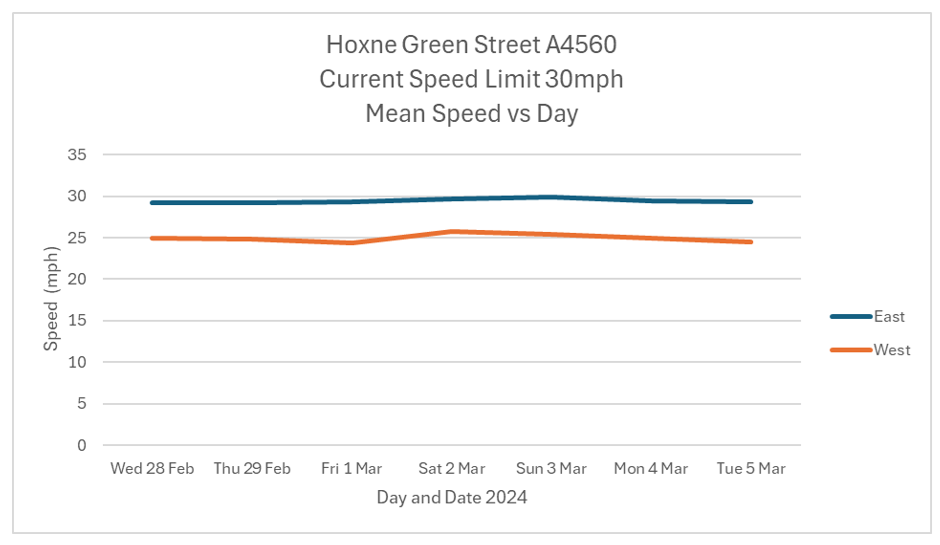 Hoxne Green Street A4560
Current Speed Limit 30mph
Mean Speed vs Day
35
30
25
20
15
10
5
0
Speed (mph)
East
West
Wed 28 Feb Thu 29 Feb Fri 1 Mar Sat 2 Mar Sun 3 Mar Mon 4 Mar Tue 5 Mar
Day and Date 2024